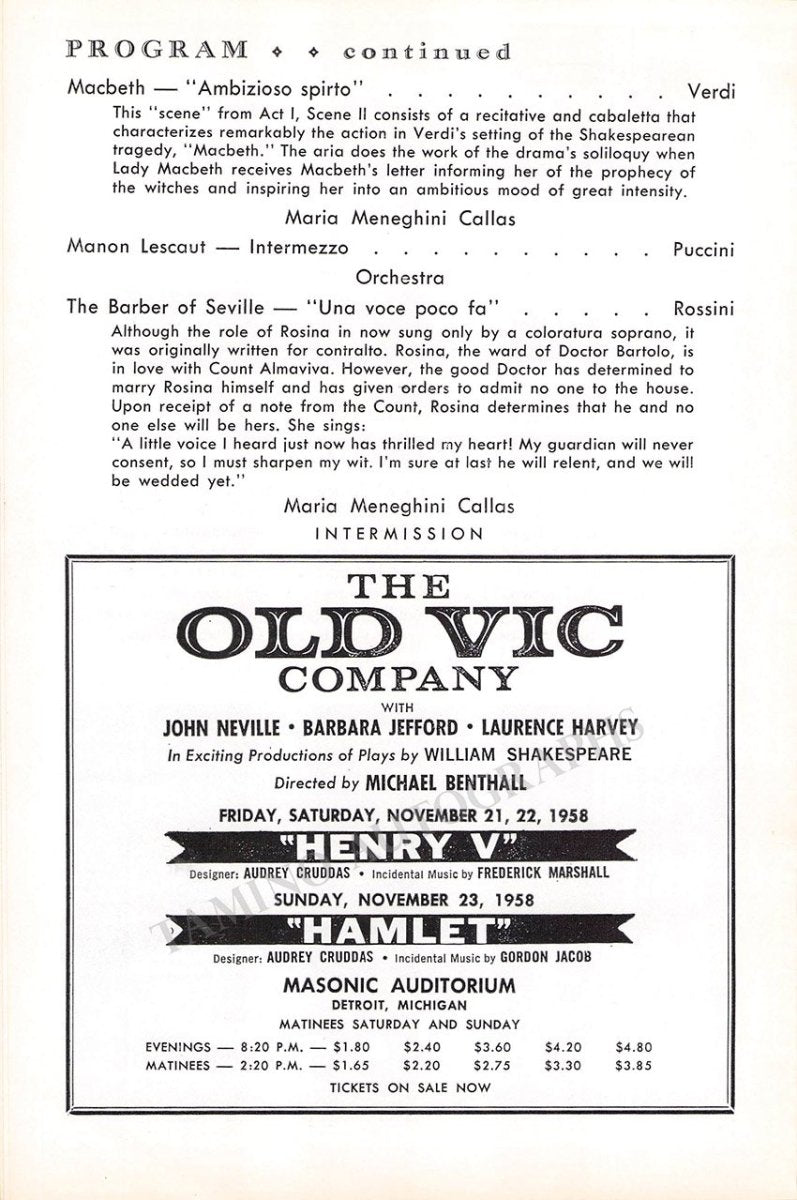 PROGRAM ⋄ ⋄ continued
Macbeth — "Ambizioso spirto" . . . . . . . . . . Verdi
This "scene" from Act I, Scene II consists of a recitative and cabaletta that
characterizes remarkably the action in Verdi's setting of the Shakespearean
tragedy, "Macbeth." The aria does the work of the drama's soliloquy when
Lady Macbeth receives Macbeth's letter informing her of the prophecy of
the witches and inspiring her into an ambitious mood of great intensity.
Maria Meneghini Callas
Manon Lescaut — Intermezzo . . . . . . . . . . Puccini
Orchestra
The Barber of Seville — "Una voce poco fa" . . . . . Rossini
Although the role of Rosina in now sung only by a coloratura soprano, it
was originally written for contralto. Rosina, the ward of Doctor Bartolo, is
in love with Count Almaviva. However, the good Doctor has determined to
marry Rosina himself and has given orders to admit no one to the house.
Upon receipt of a note from the Count, Rosina determines that he and no
one else will be hers. She sings:
"A little voice I heard just now has thrilled my heart! My guardian will never
consent, so I must sharpen my wit. I'm sure at last he will relent, and we will
be wedded yet."
Maria Meneghini Callas
INTERMISSION
THE
OLD VIC
COMPANY
WITH
JOHN NEVILLE • BARBARA JEFFORD • LAURENCE HARVEY
In Exciting Productions of Plays by WILLIAM SHAKESPEARE
Directed by MICHAEL BENTHALL
FRIDAY, SATURDAY, NOVEMBER 21, 22, 1958
"HENRY V"
Designer: AUDREY CRUDDAS • Incidental Music by FREDERICK MARSHALL
SUNDAY, NOVEMBER 23, 1958
"HAMLET"
Designer: AUDREY CRUDDAS • Incidental Music by GORDON JACOB
MASONIC AUDITORIUM
DETROIT, MICHIGAN
MATINEES SATURDAY AND SUNDAY
EVENINGS — 8:20 P.M. — $1.80 $2.40 $3.60 $4.20 $4.80
MATINEES — 2:20 P.M. — $1.65 $2.20 $2.75 $3.30 $3.85
TICKETS ON SALE NOW
TAMINO AUTOGRAPHS